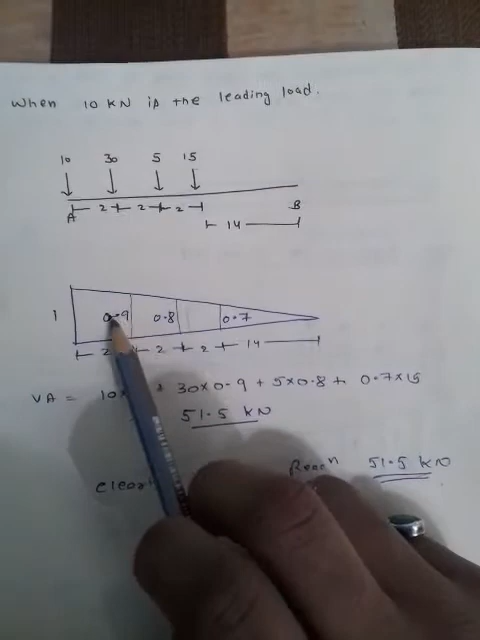 When 10 KN is the leading load.
10 30 5 15
A 2 2 2 14 B
1 0.9 0.8 0.7
2 2 2 14
VA = 10× + 30×0.9 + 5×0.8 + 0.7×15
51.5 KN
Reacn 51.5 KN